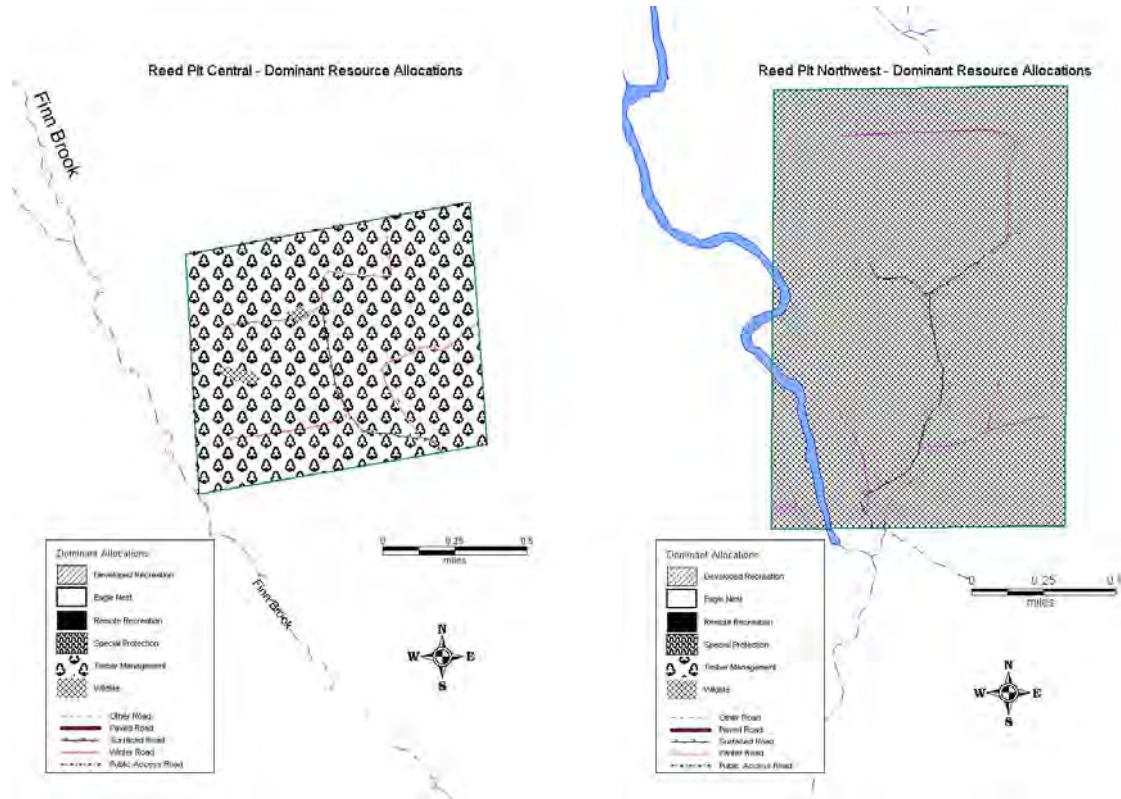 Reed Plt Central - Dominant Resource Allocations
Finn Brook
Finn Brook
Dominant Allocations
Developed Recreation
Eagle Nest
Remote Recreation
Special Protection
Timber Management
Wildlife
Other Road
Paved Road
Surfaced Road
Winter Road
Public Access Road
0 0.25 0.5
miles
N
W E
S
Reed Plt Northwest - Dominant Resource Allocations
Dominant Allocations
Developed Recreation
Eagle Nest
Remote Recreation
Special Protection
Timber Management
Wildlife
Other Road
Paved Road
Surfaced Road
Winter Road
Public Access Road
0 0.25
miles
N
W E
S